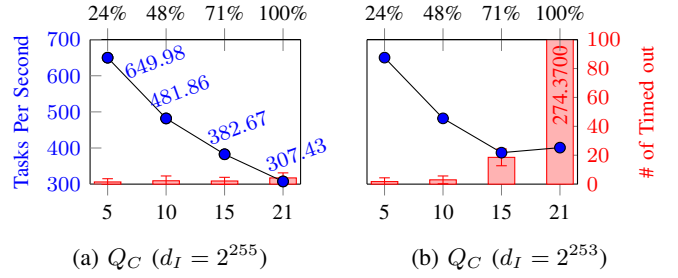 24% 48% 71% 100% 24% 48% 71% 100%
700 100
600 80
500 60
400 40
300 20
0
Tasks Per Second
649.98
481.86
382.67
307.43
274.3700
# of Timed out
5 10 15 21 5 10 15 21
(a) Q_C (d_I = 2^255) (b) Q_C (d_I = 2^253)